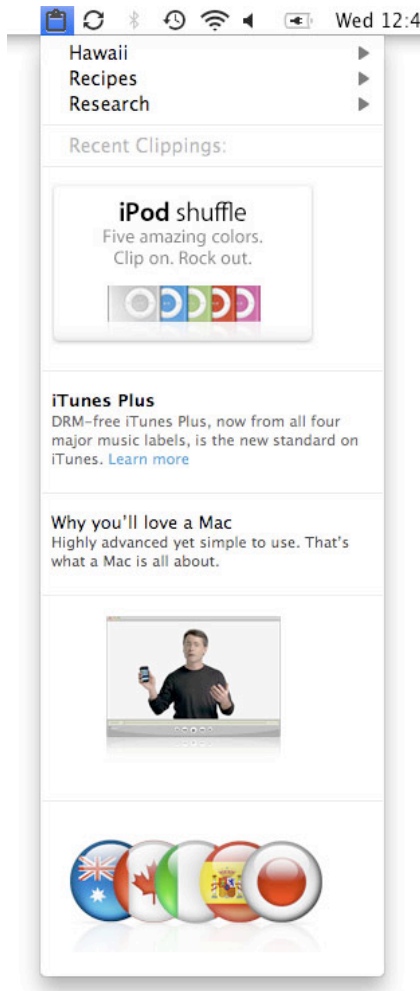 Wed 12:4
Hawaii
Recipes
Research
Recent Clippings:
iPod shuffle
Five amazing colors.
Clip on. Rock out.
iTunes Plus
DRM-free iTunes Plus, now from all four
major music labels, is the new standard on
iTunes. Learn more
Why you'll love a Mac
Highly advanced yet simple to use. That's
what a Mac is all about.